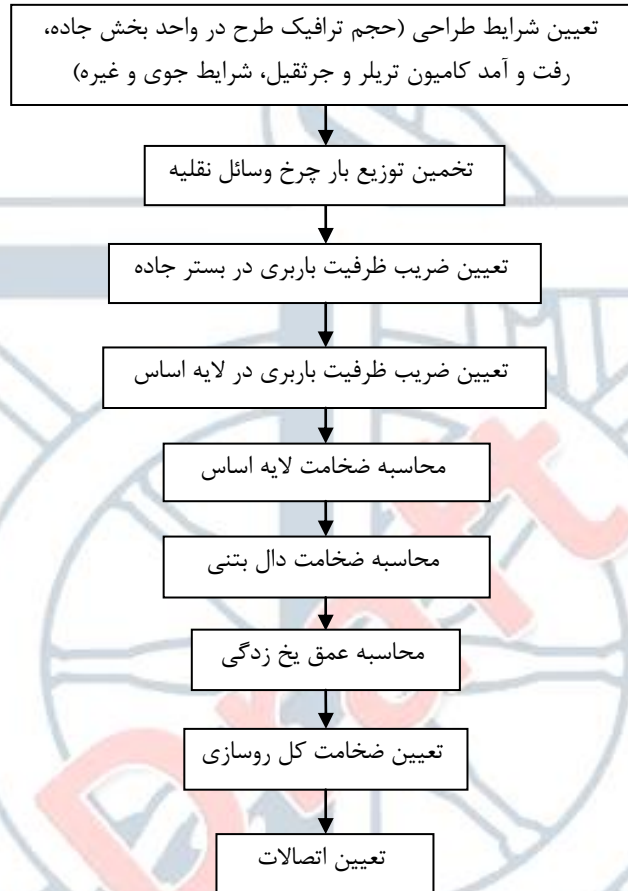 تعیین شرایط طراحی (حجم ترافیک طرح در واحد بخش جاده،
رفت و آمد کامیون تریلر و جرثقیل، شرایط جوی و غیره)
تخمین توزیع بار چرخ وسائل نقلیه
تعیین ضریب ظرفیت باربری در بستر جاده
تعیین ضریب ظرفیت باربری در لایه اساس
محاسبه ضخامت لایه اساس
محاسبه ضخامت دال بتنی
محاسبه عمق یخ زدگی
تعیین ضخامت کل روسازی
تعیین اتصالات
Draft